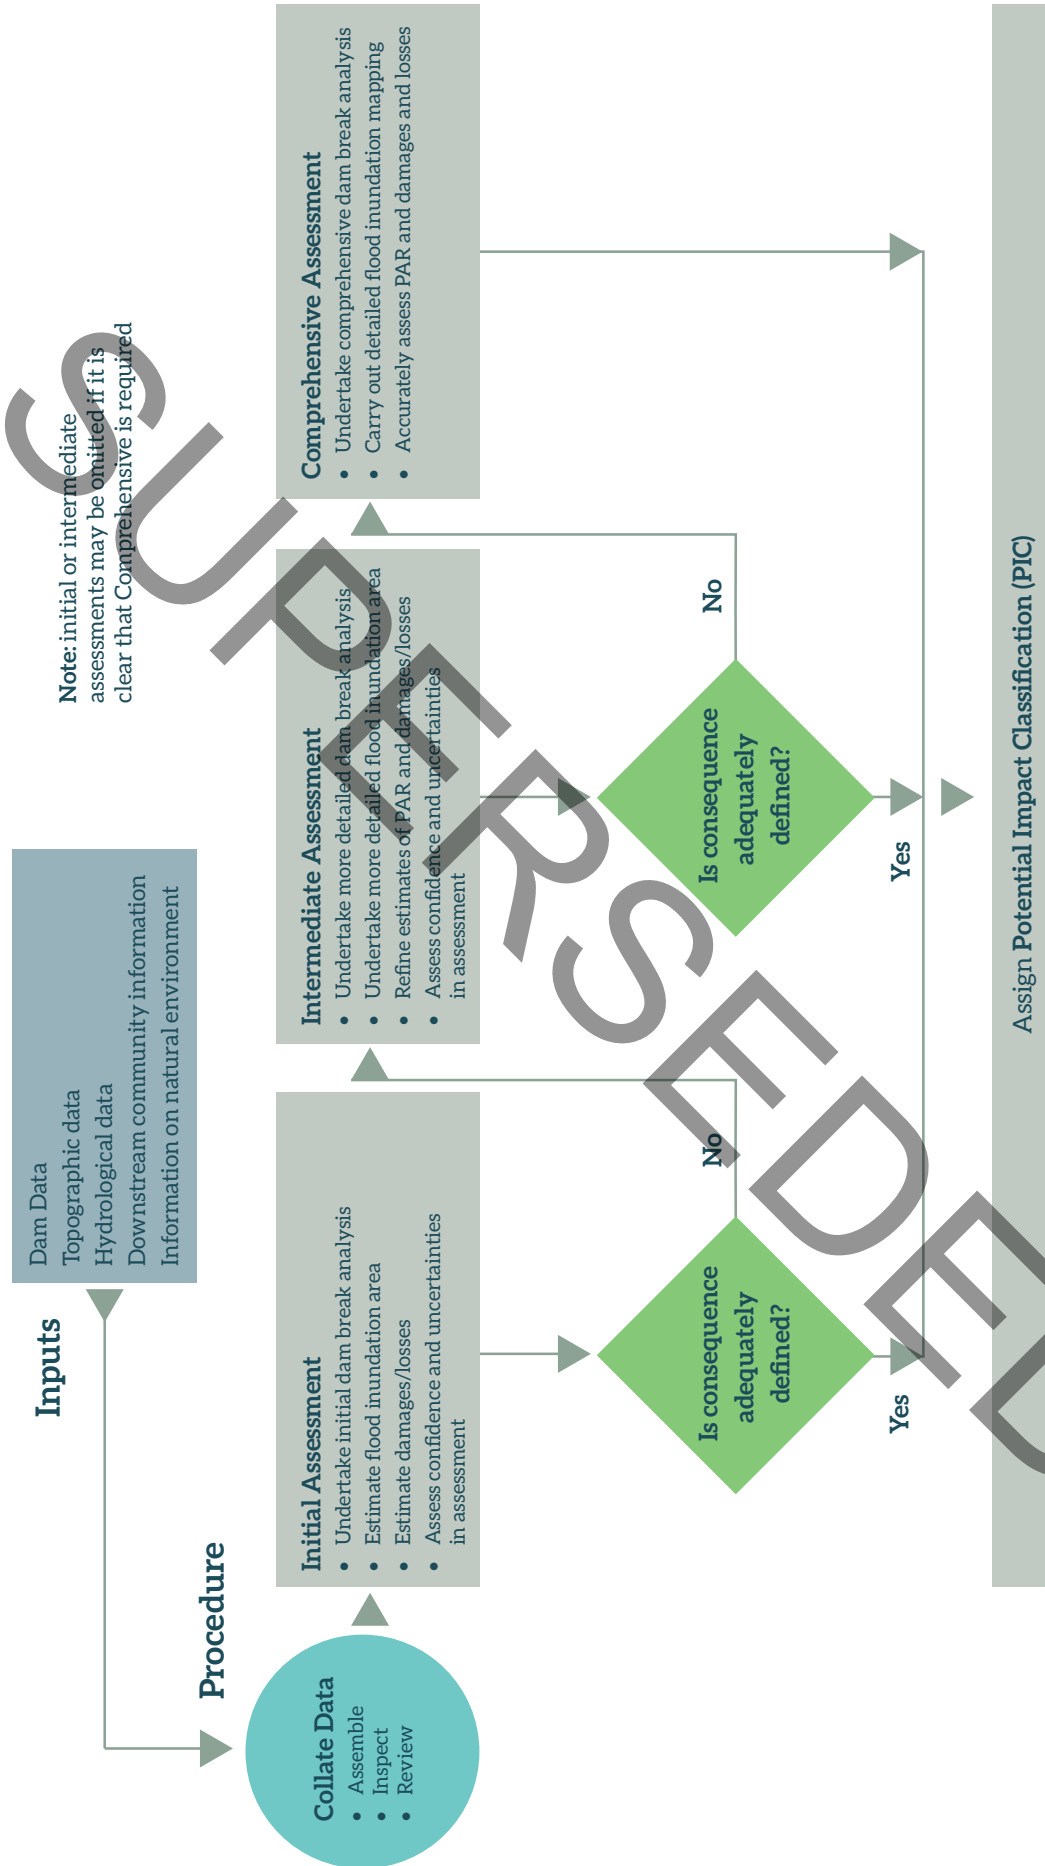 Inputs
Dam Data
Topographic data
Hydrological data
Downstream community information
Information on natural environment
Note: initial or intermediate
assessments may be omitted if it is
clear that Comprehensive is required
Procedure
Collate Data
• Assemble
• Inspect
• Review
Initial Assessment
• Undertake initial dam break analysis
• Estimate flood inundation area
• Estimate damages/losses
• Assess confidence and uncertainties
in assessment
Intermediate Assessment
• Undertake more detailed dam break analysis
• Undertake more detailed flood inundation area
• Refine estimates of PAR and damages/losses
• Assess confidence and uncertainties
in assessment
Comprehensive Assessment
• Undertake comprehensive dam break analysis
• Carry out detailed flood inundation mapping
• Accurately assess PAR and damages and losses
Is consequence
adequately
defined?
No
Yes
Is consequence
adequately
defined?
No
Yes
Assign Potential Impact Classification (PIC)
SUPERSEDED